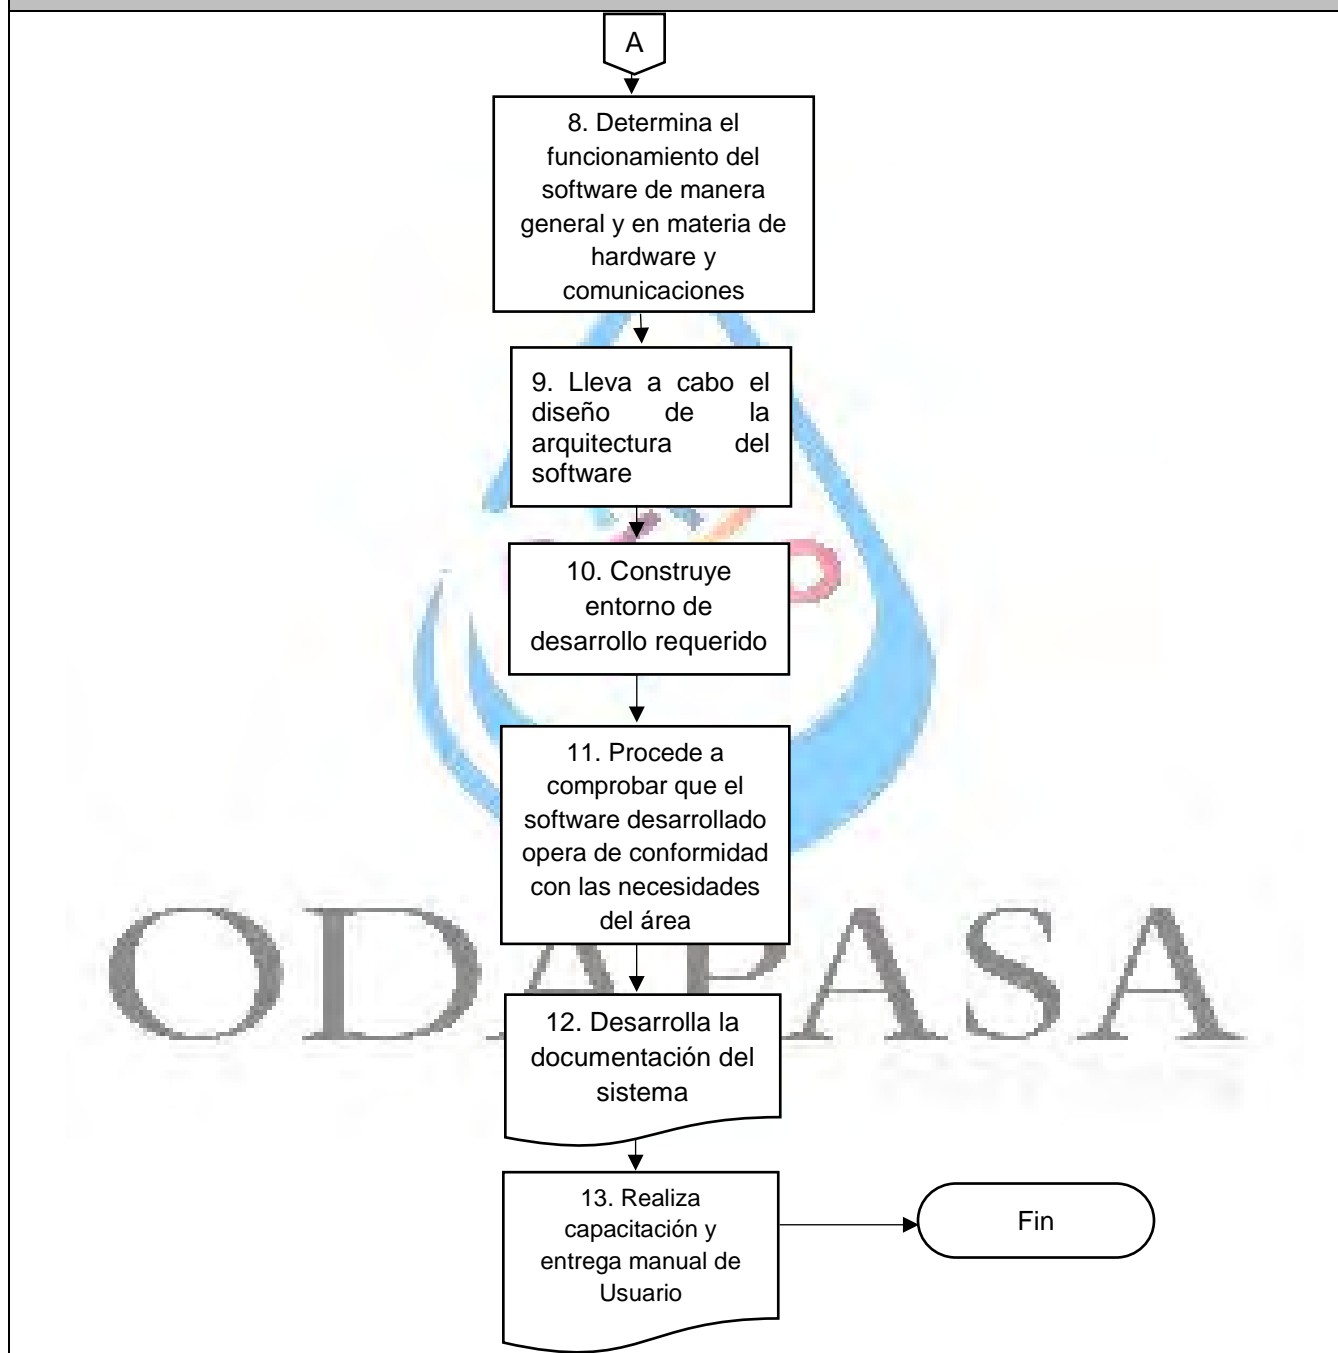 A
8. Determina el
funcionamiento del
software de manera
general y en materia de
hardware y
comunicaciones
9. Lleva a cabo el
diseño de la
arquitectura del
software
10. Construye
entorno de
desarrollo requerido
11. Procede a
comprobar que el
software desarrollado
opera de conformidad
con las necesidades
del área
ODAPASA
12. Desarrolla la
documentación del
sistema
13. Realiza
capacitación y
entrega manual de
Usuario
Fin